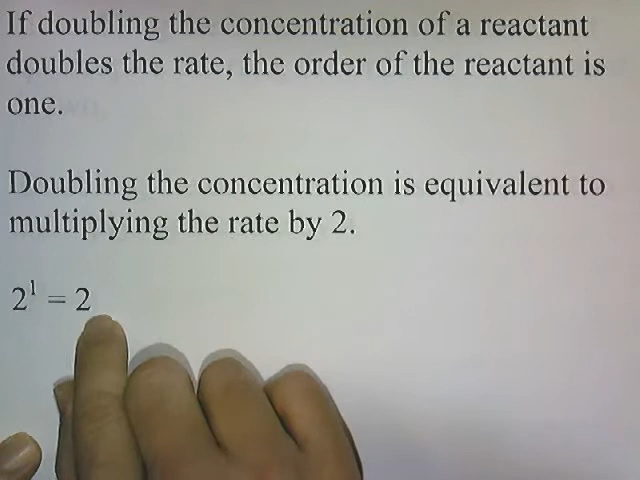 If doubling the concentration of a reactant
doubles the rate, the order of the reactant is
one.
Doubling the concentration is equivalent to
multiplying the rate by 2.
2¹ = 2